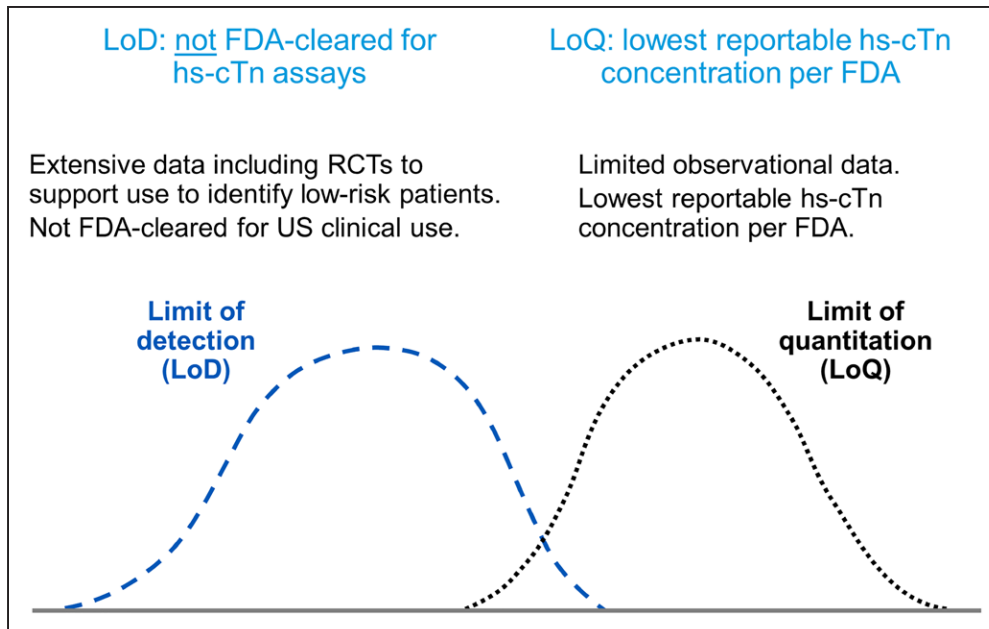 LoD: not FDA-cleared for
hs-cTn assays
LoQ: lowest reportable hs-cTn
concentration per FDA
Extensive data including RCTs to
support use to identify low-risk patients.
Not FDA-cleared for US clinical use.
Limited observational data.
Lowest reportable hs-cTn
concentration per FDA.
Limit of
detection
(LoD)
Limit of
quantitation
(LoQ)